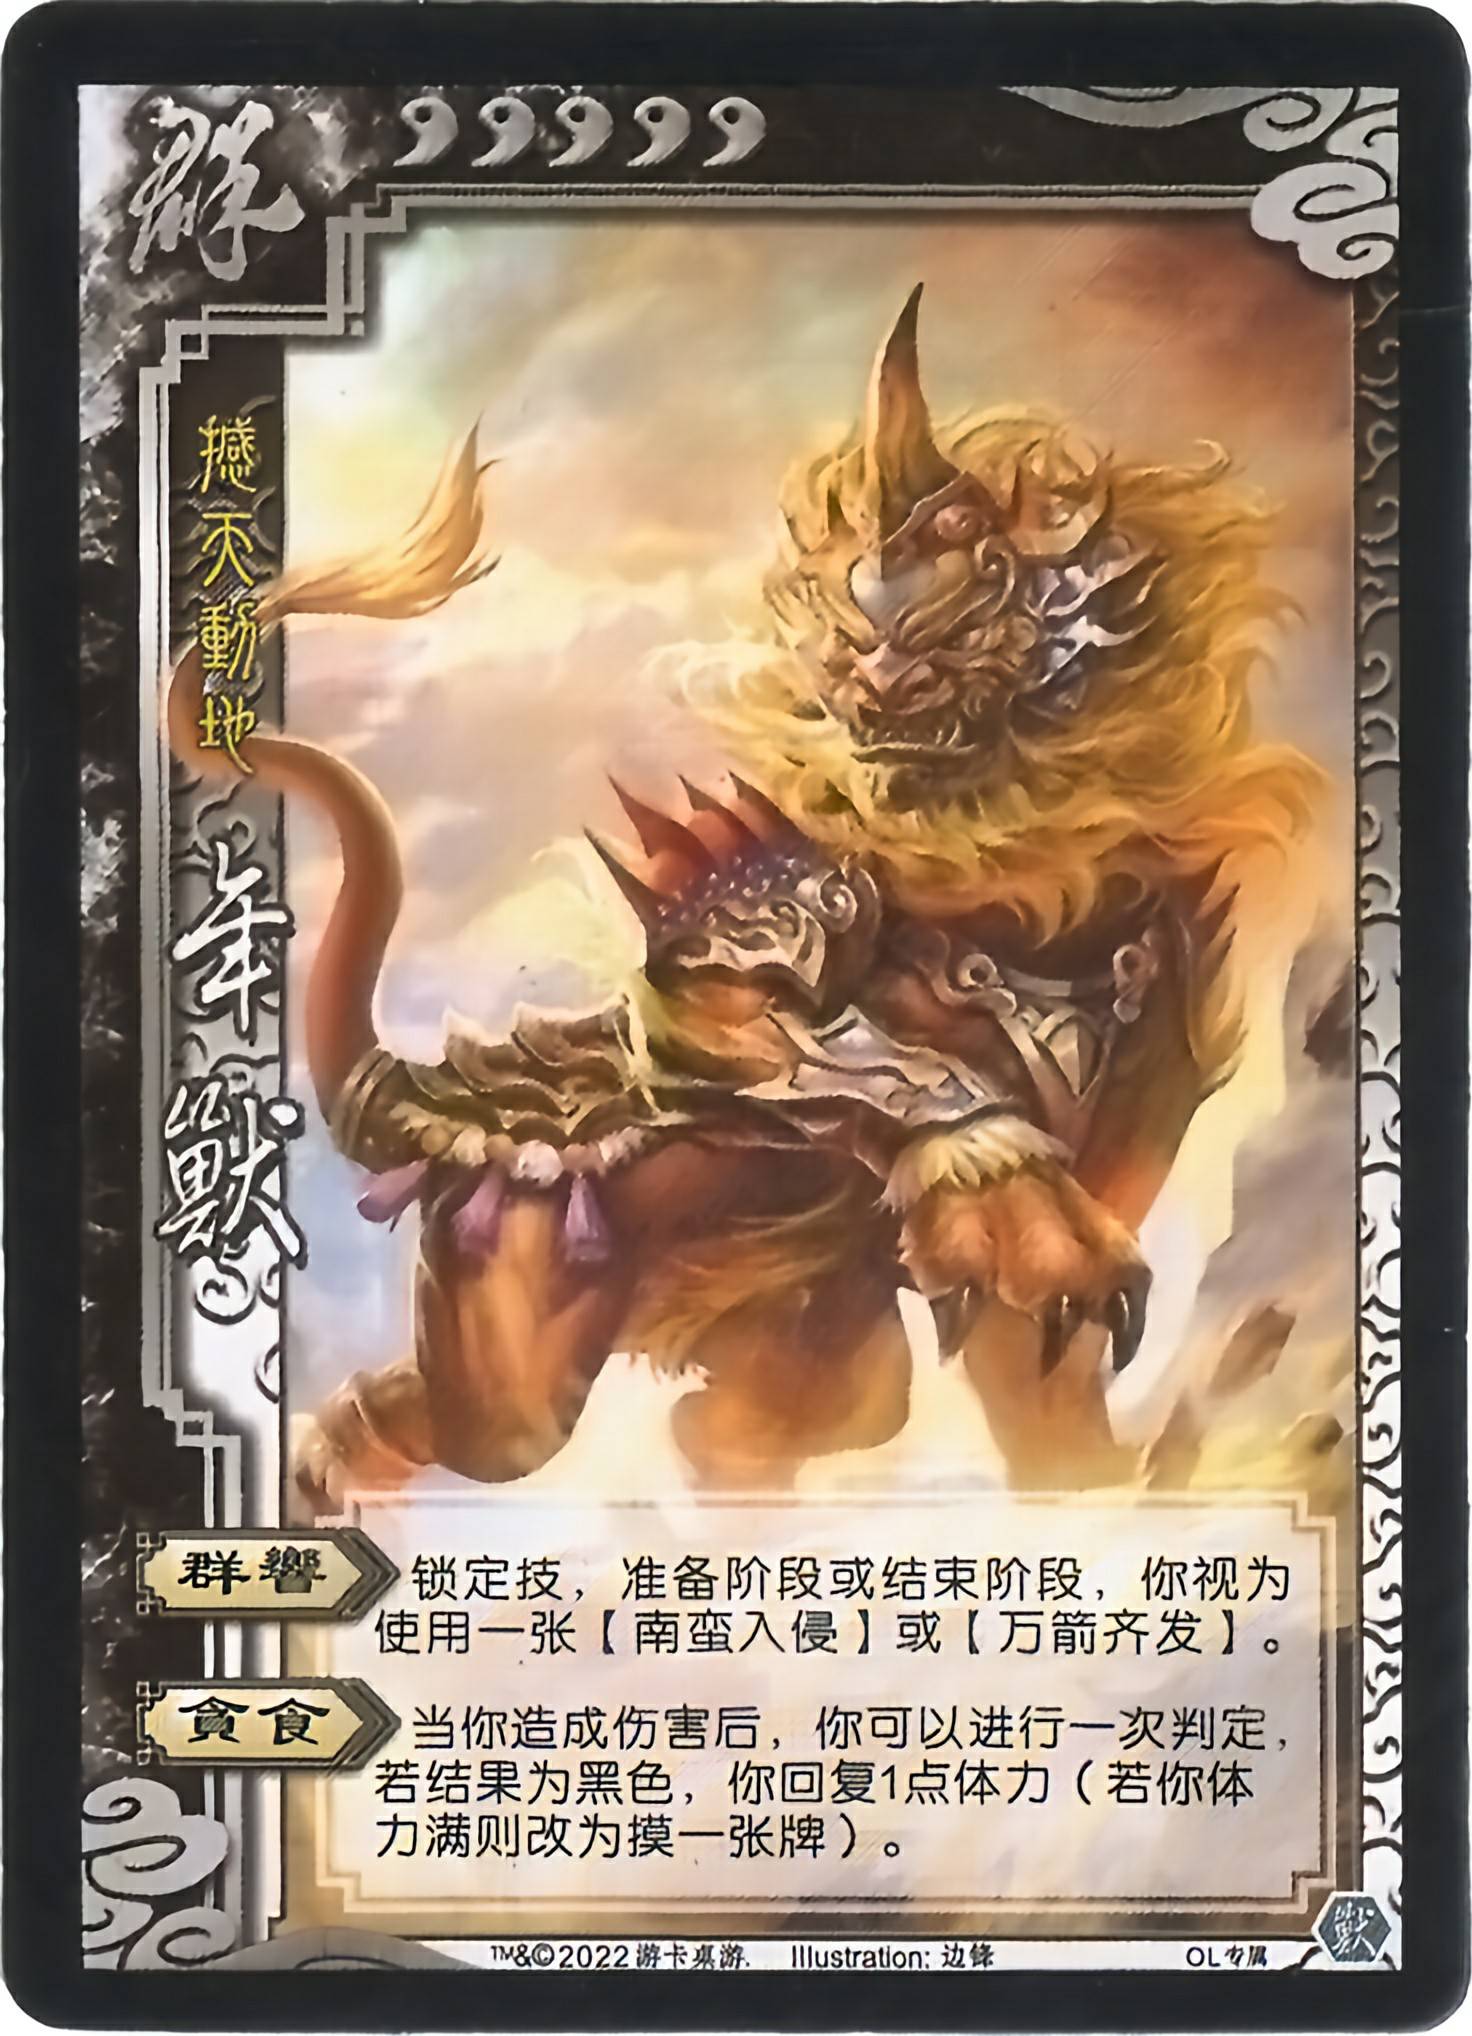 群
撼天動地
年獸
群響
锁定技，准备阶段或结束阶段，你视为
使用一张【南蛮入侵】或【万箭齐发】。
貪食
当你造成伤害后，你可以进行一次判定，
若结果为黑色，你回复1点体力（若你体
力满则改为摸一张牌）。
™&©2022游卡桌游. Illustration: 边锋
OL专属
獸